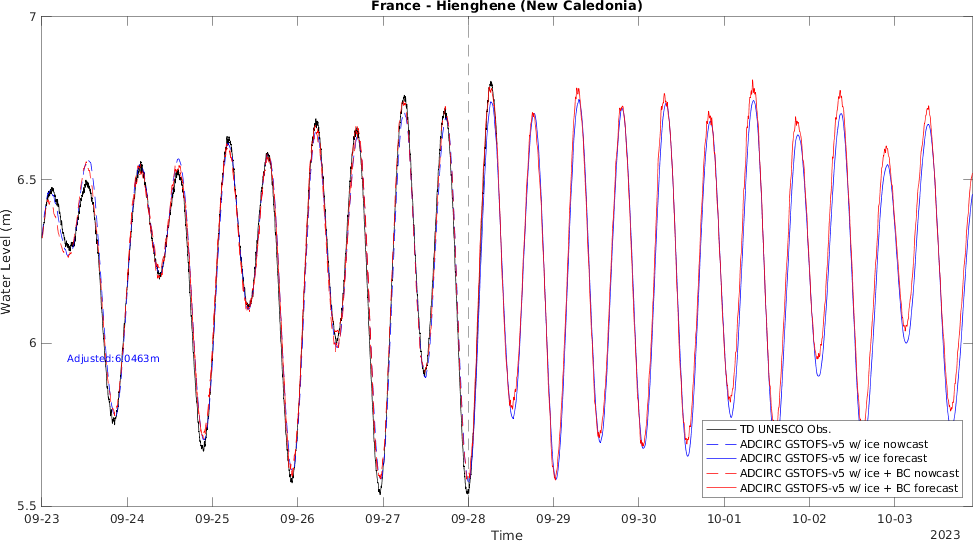 France - Hienghene (New Caledonia)
7
6.5
6
5.5
Water Level (m)
Adjusted:6.0463m
TD UNESCO Obs.
ADCIRC GSTOFS-v5 w/ ice nowcast
ADCIRC GSTOFS-v5 w/ ice forecast
ADCIRC GSTOFS-v5 w/ ice + BC nowcast
ADCIRC GSTOFS-v5 w/ ice + BC forecast
09-23 09-24 09-25 09-26 09-27 09-28 09-29 09-30 10-01 10-02 10-03
Time
2023